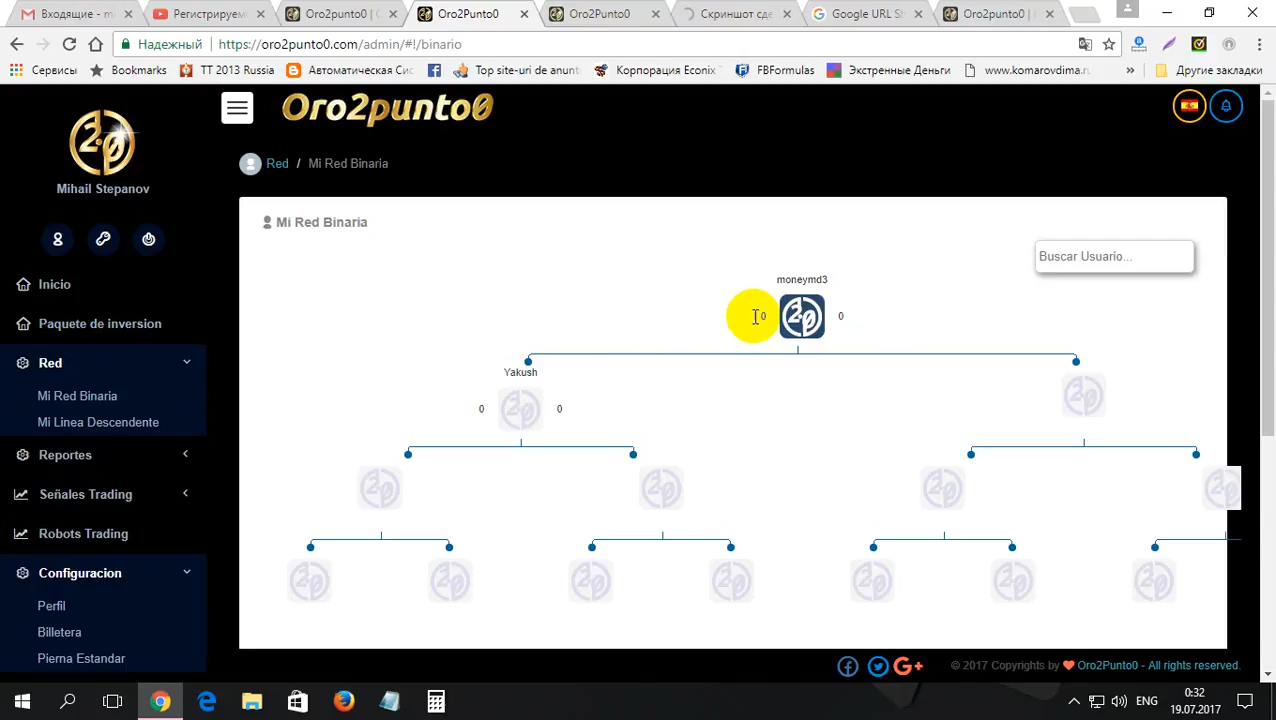 Входящие - m
Регистрируем
Oro2punto0 | 
Oro2Punto0
Oro2Punto0
Скриншот сде
Google URL Sh
Oro2punto0 | 
Надежный
https://oro2punto0.com/admin/#!/binario
Сервисы
Bookmarks
TT 2013 Russia
Автоматическая Сис
Top site-uri de anunt
Корпорация Econix
FBFormulas
Экстренные Деньги
www.komarovdima.r
»
Другие закладки
2.0
Mihail Stepanov
Oro2punto0
Red / Mi Red Binaria
Inicio
Paquete de inversion
Red
Mi Red Binaria
Mi Linea Descendente
Reportes
Señales Trading
Robots Trading
Configuracion
Perfil
Billetera
Pierna Estandar
Mi Red Binaria
Buscar Usuario...
moneymd3
0
0
Yakush
0
0
© 2017 Copyrights by Oro2Punto0 - All rights reserved.
ENG
0:32
19.07.2017